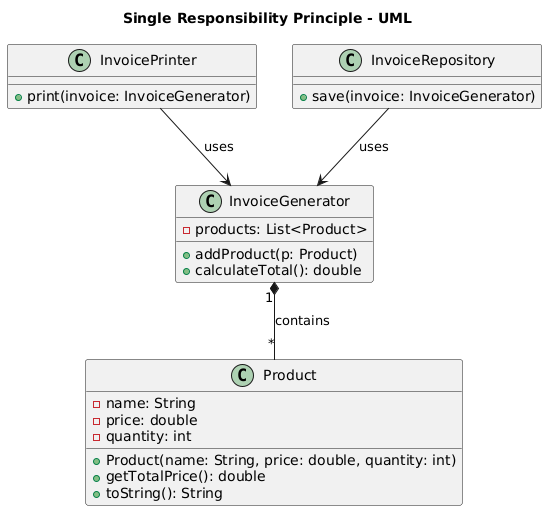 Single Responsibility Principle - UML
C InvoicePrinter
print(invoice: InvoiceGenerator)
C InvoiceRepository
save(invoice: InvoiceGenerator)
uses
uses
C InvoiceGenerator
products: List<Product>
addProduct(p: Product)
calculateTotal(): double
1
contains
*
C Product
name: String
price: double
quantity: int
Product(name: String, price: double, quantity: int)
getTotalPrice(): double
toString(): String